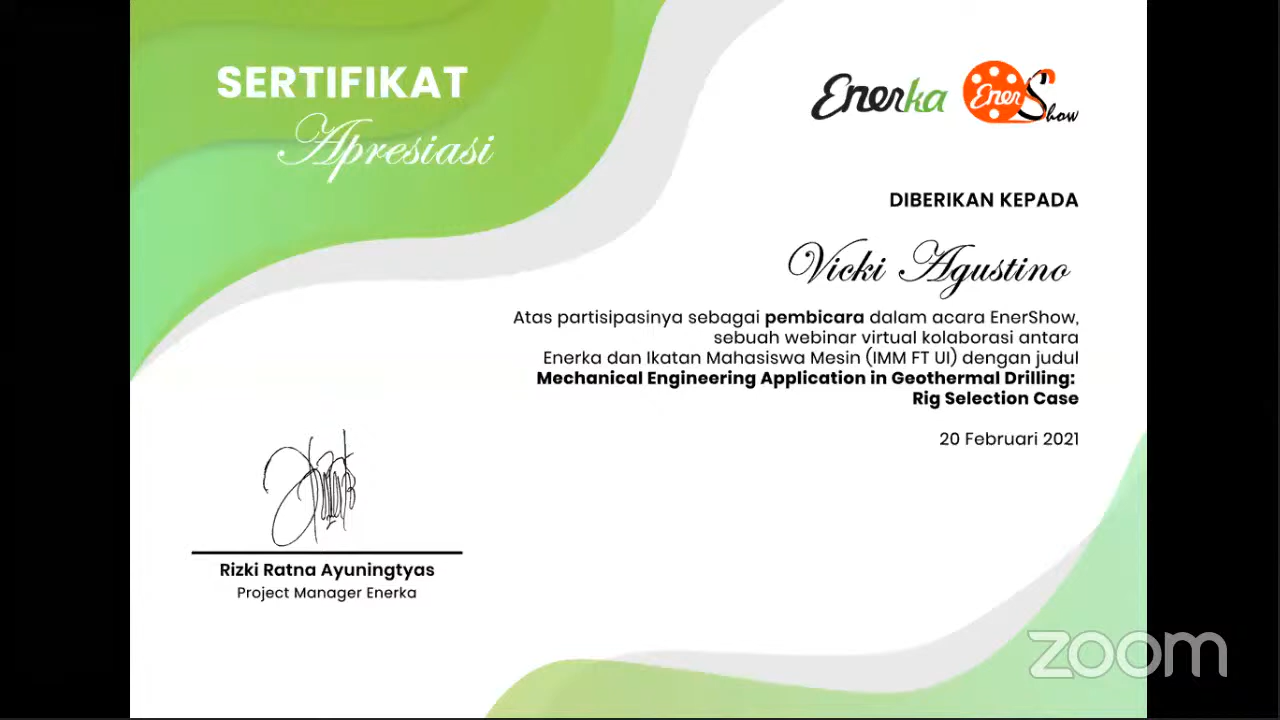 SERTIFIKAT
Apresiasi
Enerka
EnerShow
DIBERIKAN KEPADA
Vicki Agustino
Atas partisipasinya sebagai pembicara dalam acara EnerShow,
sebuah webinar virtual kolaborasi antara
Enerka dan Ikatan Mahasiswa Mesin (IMM FT UI) dengan judul
Mechanical Engineering Application in Geothermal Drilling:
Rig Selection Case
20 Februari 2021
Rizki Ratna Ayuningtyas
Project Manager Enerka
zoom